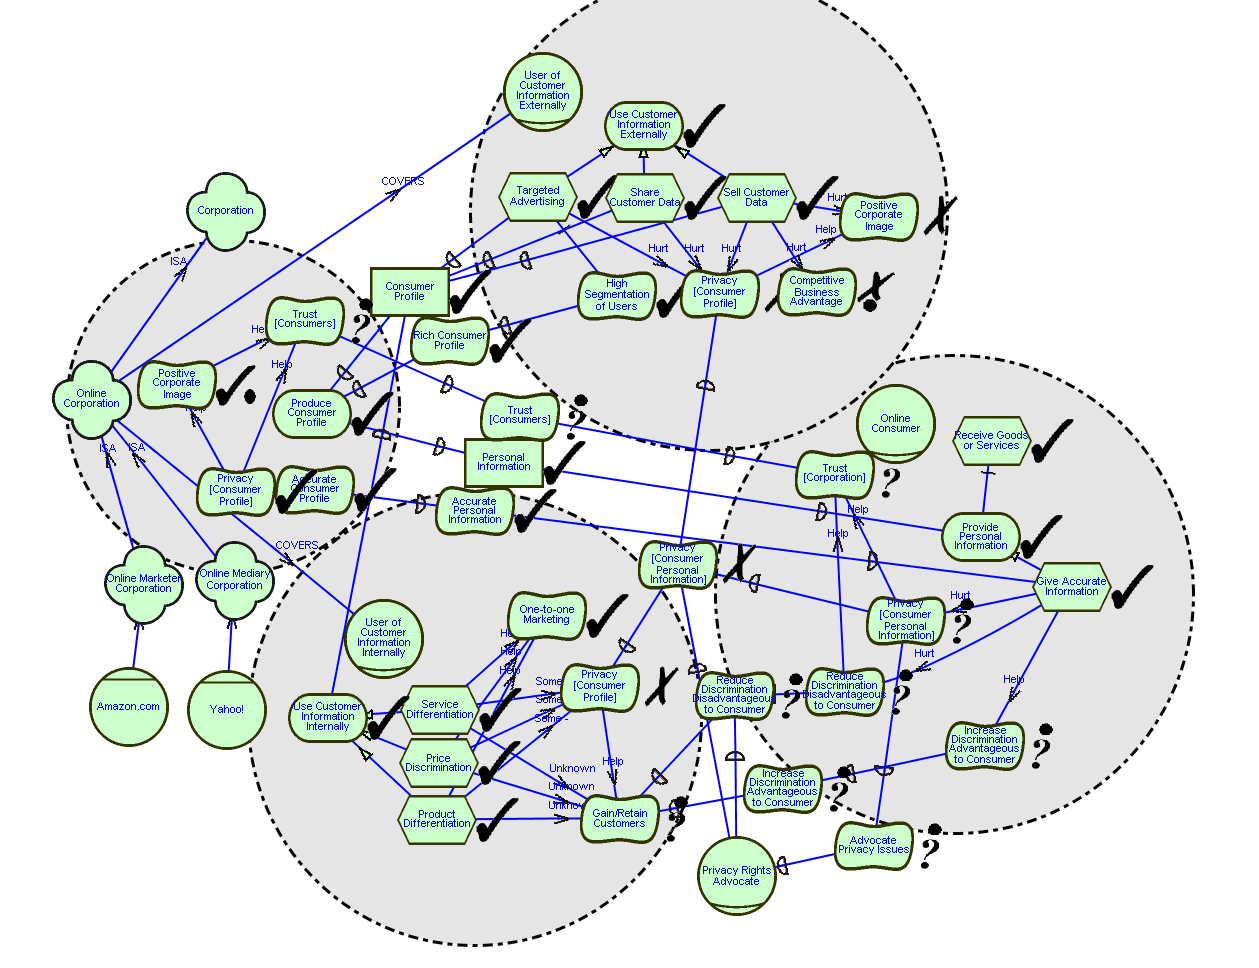 User of
Customer
Information
Externally
Use Customer
Information
Externally
COVERS
Targeted
Advertising
Share
Customer Data
Sell Customer
Data
Hurt
Positive
Corporate
Image
Help
Corporation
ISA
Hurt
Hurt
Hurt
Hurt
Consumer
Profile
High
Segmentation
of Users
Privacy
[Consumer
Profile]
Competitive
Business
Advantage
Trust
[Consumers]
?
Rich Consumer
Profile
Help
Positive
Corporate
Image
Online
Corporation
Produce
Consumer
Profile
Trust
[Consumers]
?
Online
Consumer
Receive Goods
or Services
ISA
ISA
Personal
Information
Trust
[Corporation]
?
Privacy
[Consumer
Profile]
Accurate
Consumer
Profile
Accurate
Personal
Information
Help
Help
Provide
Personal
Information
COVERS
Privacy
[Consumer
Personal
Information]
Online Marketer
Corporation
Online Mediary
Corporation
Give Accurate
Information
Hurt
Privacy
[Consumer
Personal
Information]
?
User of
Customer
Information
Internally
One-to-one
Marketing
Help
Help
Hurt
Help
Privacy
[Consumer
Profile]
Some
Some
Some -
Reduce
Discrimination
Disadvantageous
to Consumer
?
Reduce
Discrimination
Disadvantageous
to Consumer
?
Amazon.com
Yahoo!
Use Customer
Information
Internally
Service
Differentiation
Increase
Discrimination
Advantageous
to Consumer
?
Price
Discrimination
Unknown
Unknown
Help
Increase
Discrimination
Advantageous
to Consumer
?
Product
Differentiation
Gain/Retain
Customers
?
Advocate
Privacy Issues
?
Privacy Rights
Advocate